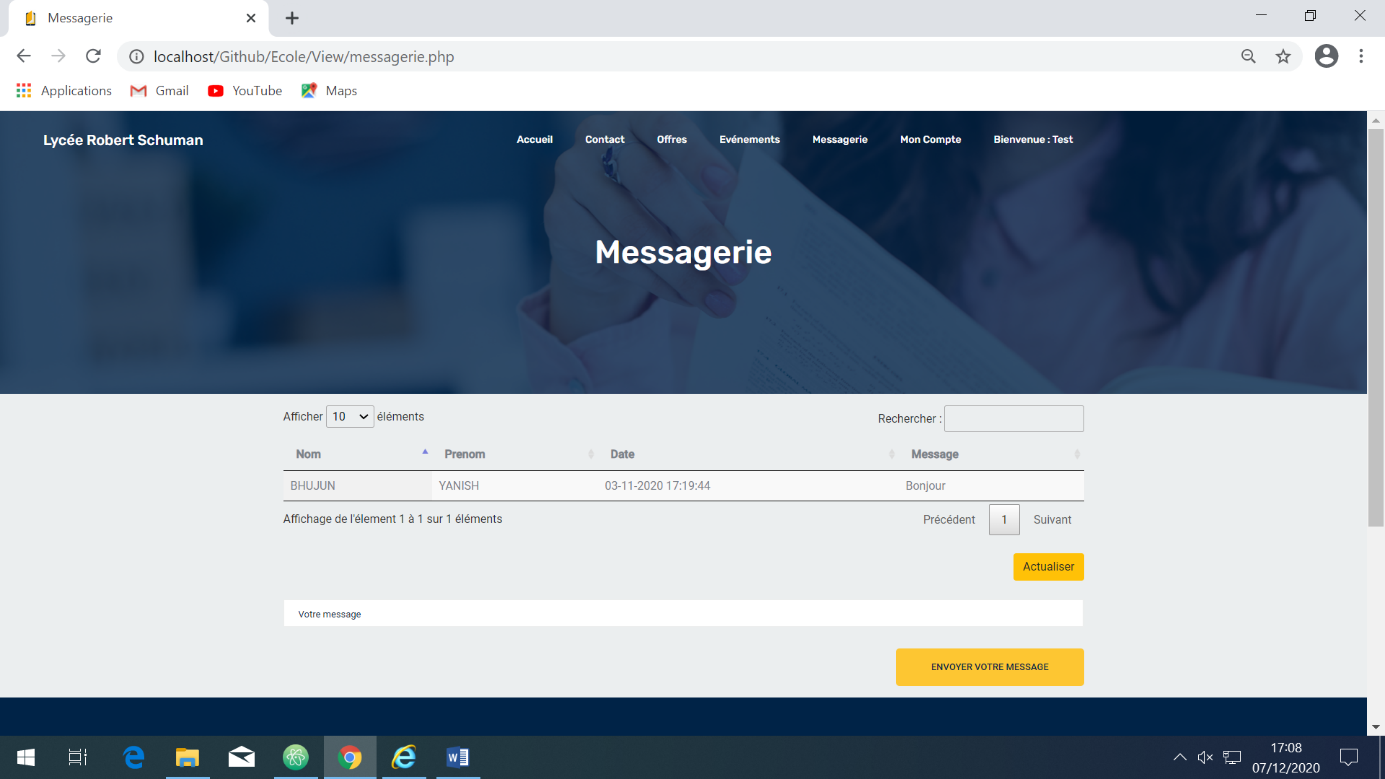 Messagerie
localhost/Github/Ecole/View/messagerie.php
Applications Gmail YouTube Maps
Lycée Robert Schuman Accueil Contact Offres Evénements Messagerie Mon Compte Bienvenue : Test
Messagerie
Afficher 10 éléments Rechercher :
Nom Prenom Date Message
BHUJUN YANISH 03-11-2020 17:19:44 Bonjour
Affichage de l'élement 1 à 1 sur 1 éléments Précédent 1 Suivant
Actualiser
Votre message
ENVOYER VOTRE MESSAGE
17:08
07/12/2020